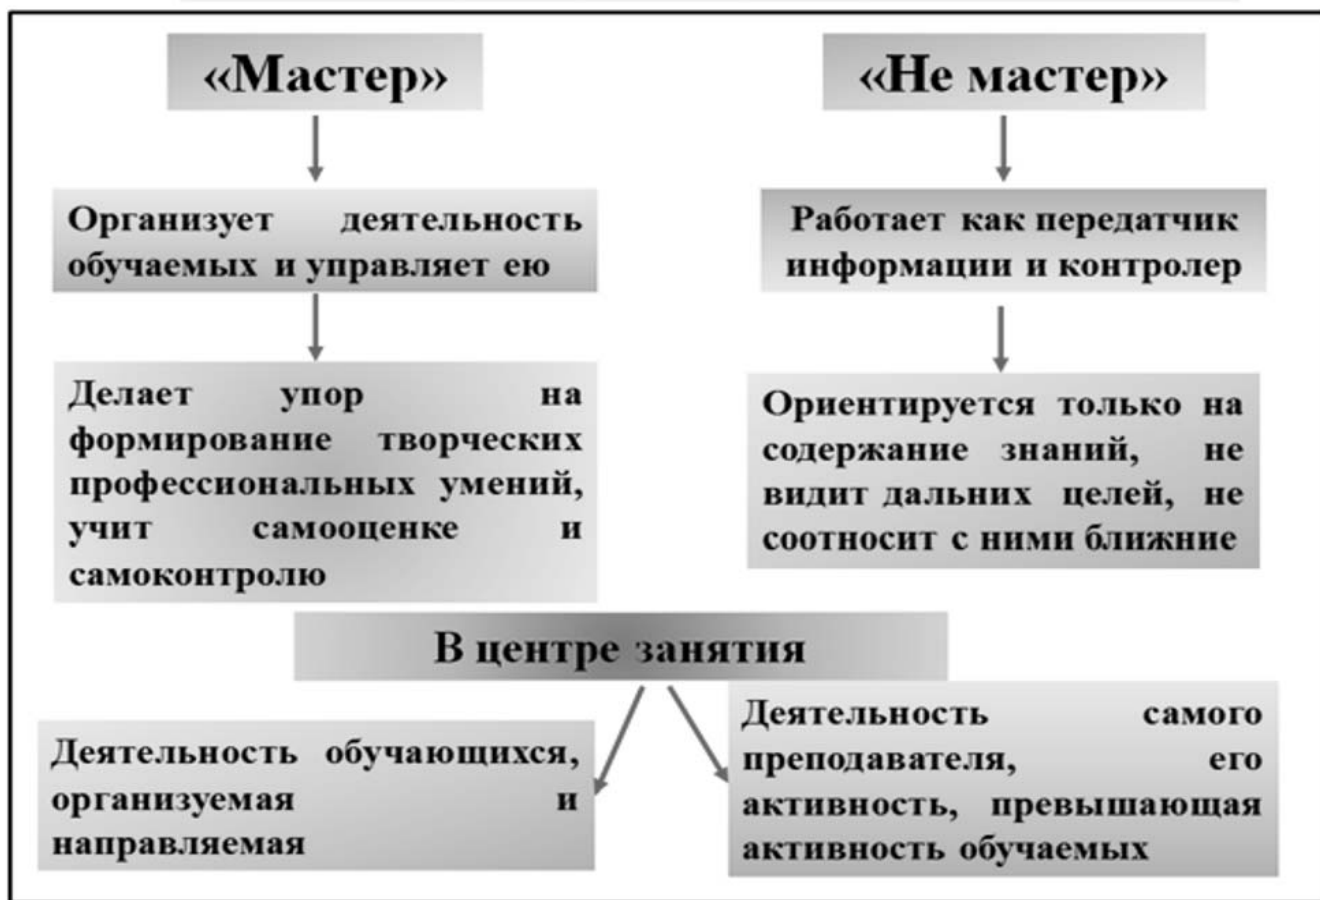 «Мастер»
Организует деятельность
обучаемых и управляет ею
Делает упор на
формирование творческих
профессиональных умений,
учит самооценке и
самоконтролю
«Не мастер»
Работает как передатчик
информации и контролер
Ориентируется только на
содержание знаний, не
видит дальних целей, не
соотносит с ними ближние
В центре занятия
Деятельность обучающихся,
организуемая и
направляемая
Деятельность самого
преподавателя, его
активность, превышающая
активность обучаемых